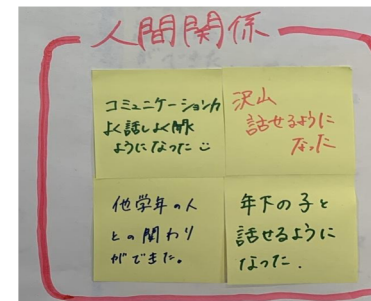 人間関係
コミュニケーション力
よく話しよく聞く
ようになった
沢山
話せるように
なった
他学年の人
との関わり
ができた。
年下の子と
話せるように
なった.